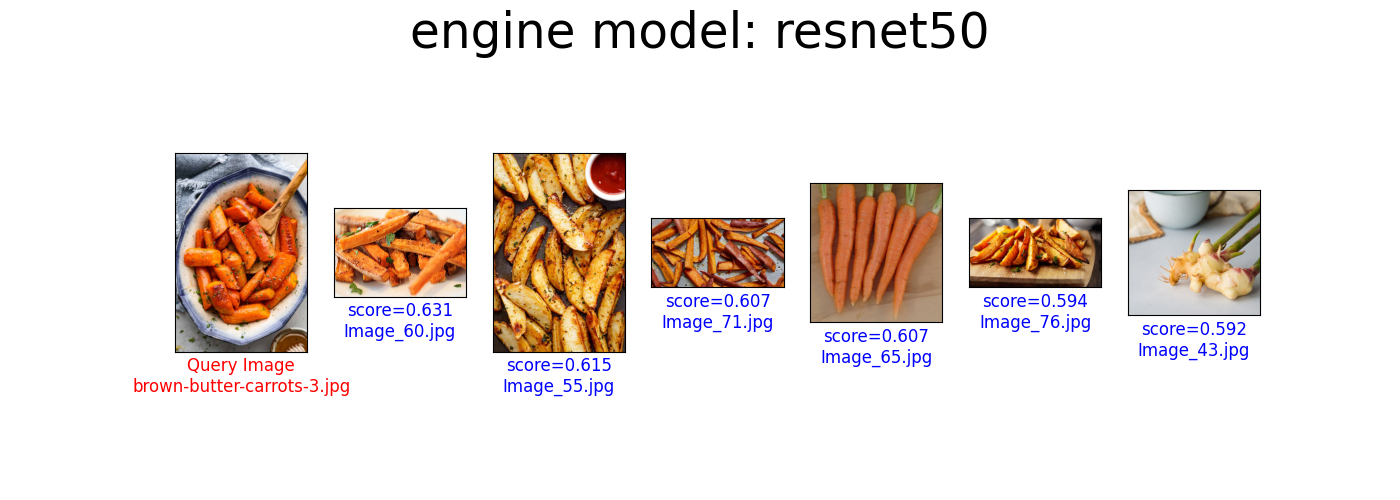 engine model: resnet50
Query Image
brown-butter-carrots-3.jpg
score=0.631
Image_60.jpg
score=0.615
Image_55.jpg
score=0.607
Image_71.jpg
score=0.607
Image_65.jpg
score=0.594
Image_76.jpg
score=0.592
Image_43.jpg